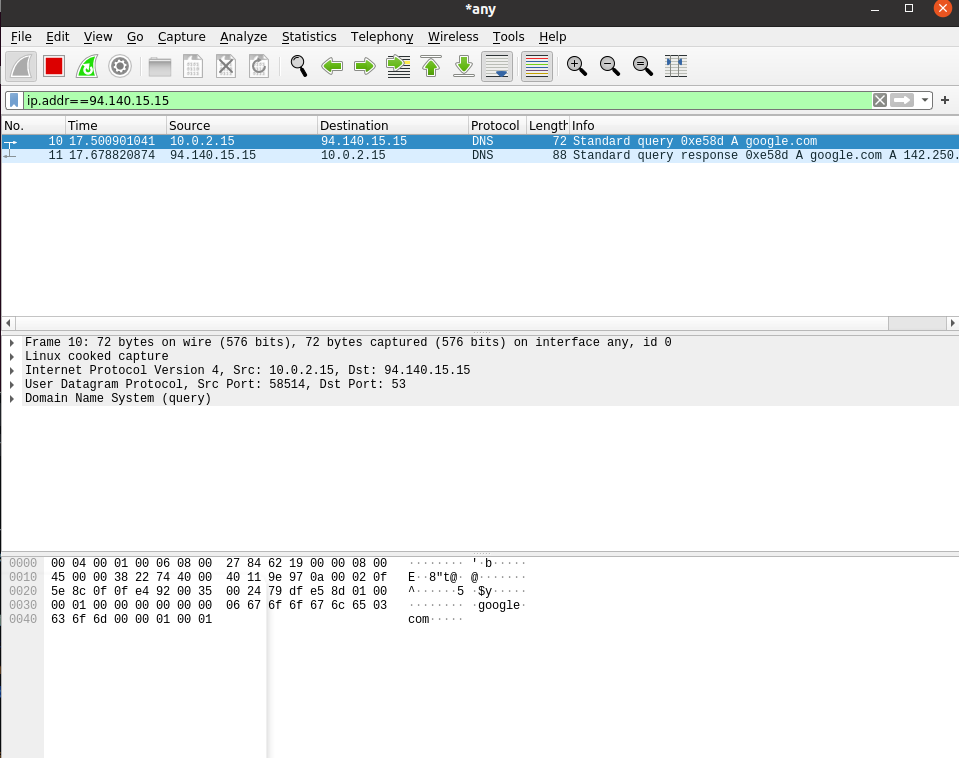 *any
File Edit View Go Capture Analyze Statistics Telephony Wireless Tools Help
ip.addr==94.140.15.15
No. Time Source Destination Protocol Length Info
10 17.500901041 10.0.2.15 94.140.15.15 DNS 72 Standard query 0xe58d A google.com
11 17.678820874 94.140.15.15 10.0.2.15 DNS 88 Standard query response 0xe58d A google.com A 142.250.
Frame 10: 72 bytes on wire (576 bits), 72 bytes captured (576 bits) on interface any, id 0
Linux cooked capture
Internet Protocol Version 4, Src: 10.0.2.15, Dst: 94.140.15.15
User Datagram Protocol, Src Port: 58514, Dst Port: 53
Domain Name System (query)
0000 00 04 00 01 00 06 08 00 27 84 62 19 00 00 08 00 ········ '·b·····
0010 45 00 00 38 22 74 40 00 40 11 9e 97 0a 00 02 0f E··8"t@· @·······
0020 5e 8c 0f 0f e4 92 00 35 00 24 79 df e5 8d 01 00 ^······5 ·$y·····
0030 00 01 00 00 00 00 00 00 06 67 6f 6f 67 6c 65 03 ········ ·google·
0040 63 6f 6d 00 00 01 00 01 com·····